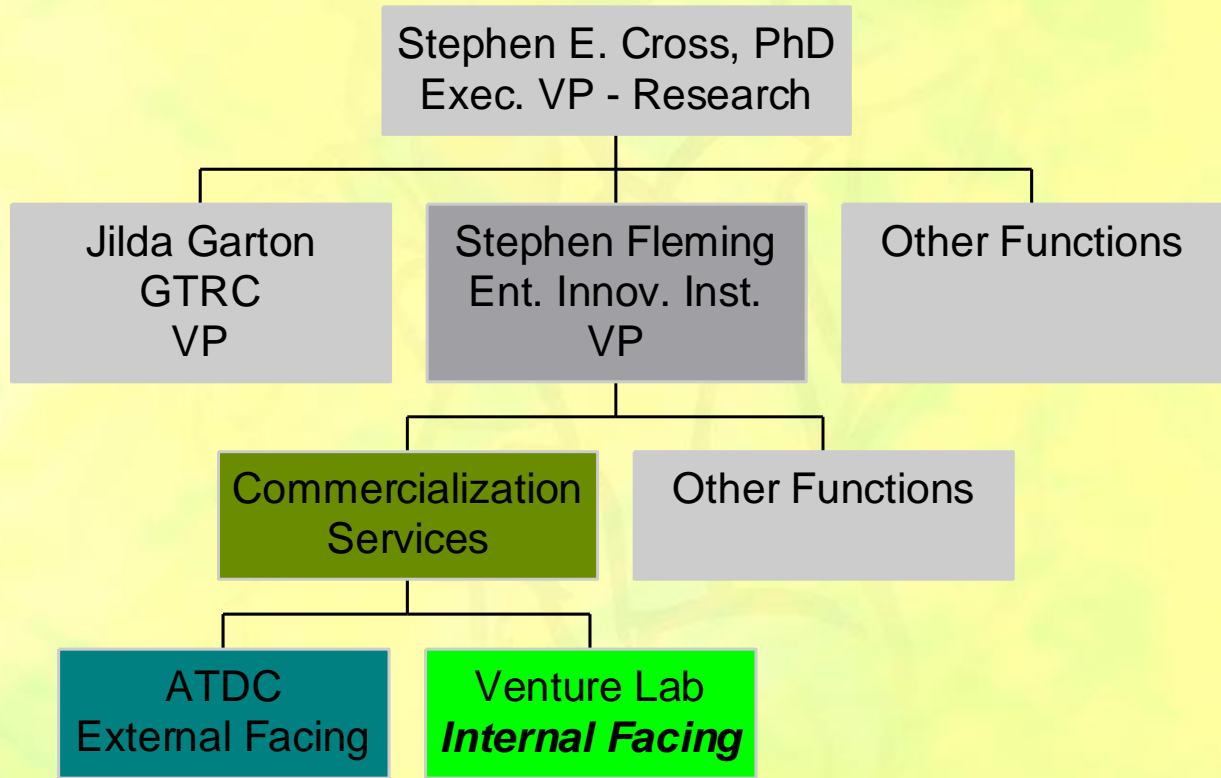 Stephen E. Cross, PhD
Exec. VP - Research
Jilda Garton
GTRC
VP
Stephen Fleming
Ent. Innov. Inst.
VP
Other Functions
Commercialization
Services
Other Functions
ATDC
External Facing
Venture Lab
Internal Facing